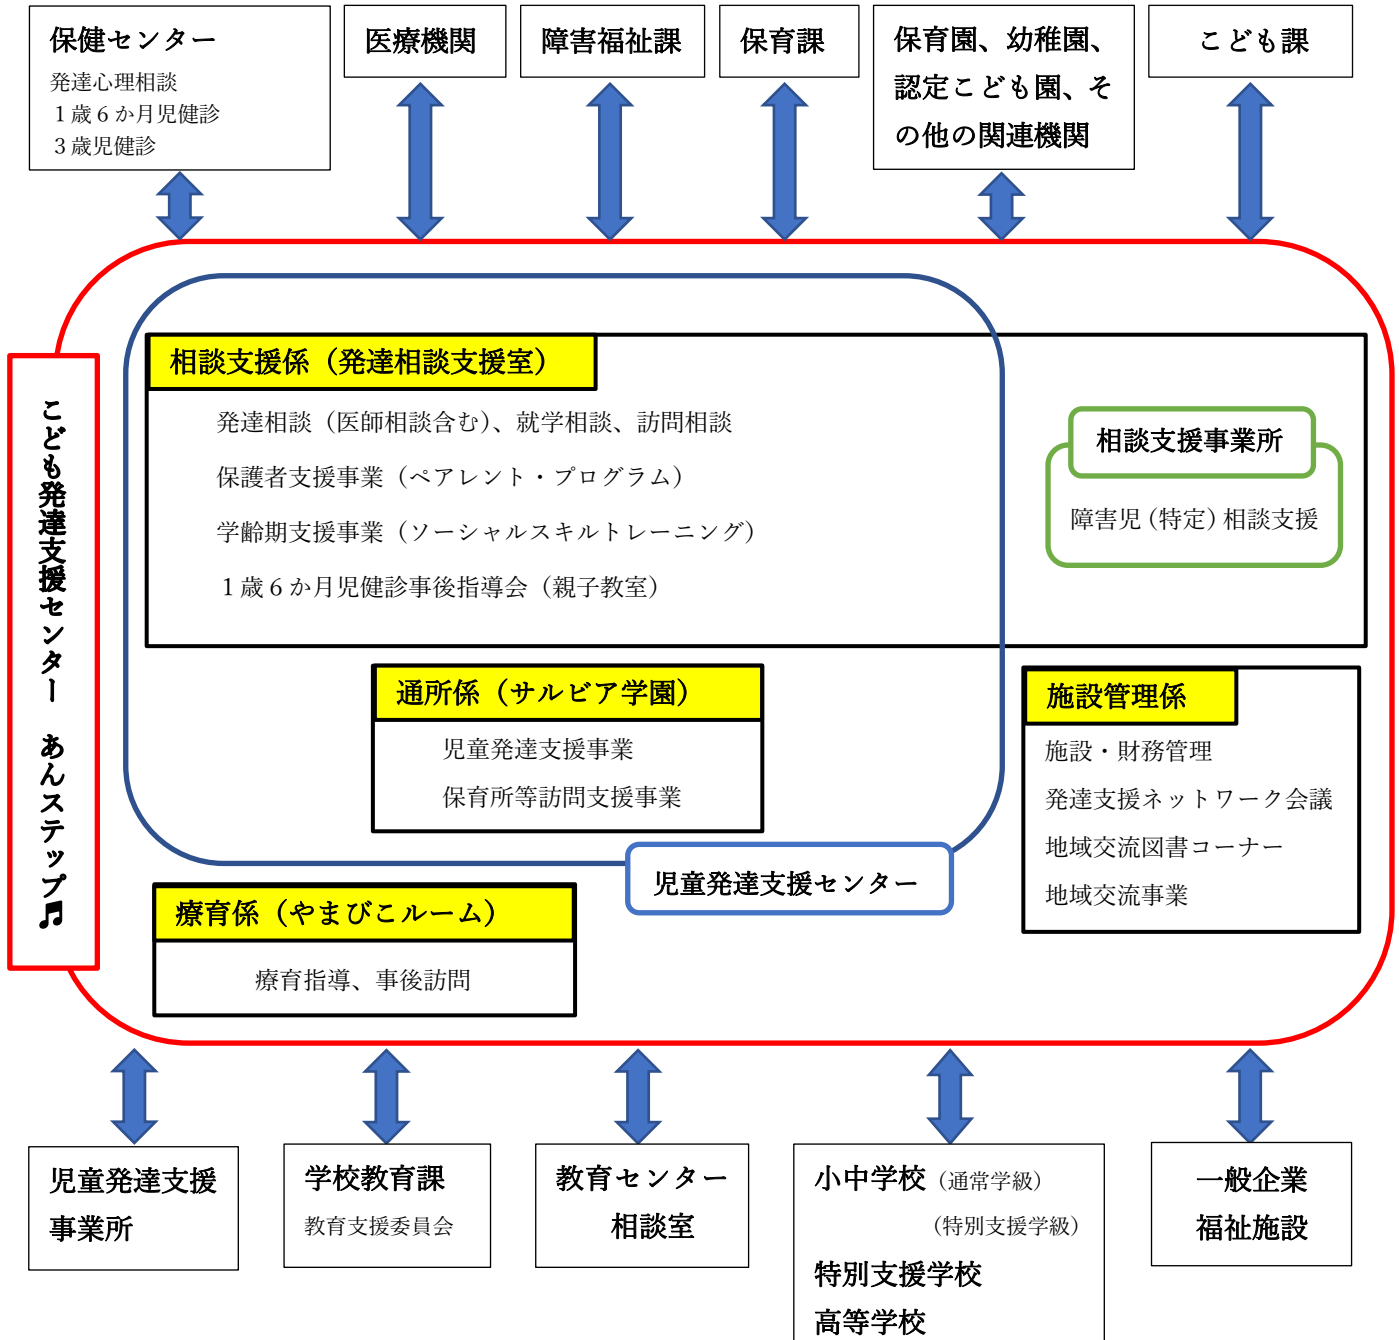 保健センター
発達心理相談
１歳６か月児健診
３歳児健診
医療機関
障害福祉課
保育課
保育園、幼稚園、
認定こども園、そ
の他の関連機関
こども課
こども発達支援センター　あんステップ♬
相談支援係（発達相談支援室）
発達相談（医師相談含む）、就学相談、訪問相談
保護者支援事業（ペアレント・プログラム）
学齢期支援事業（ソーシャルスキルトレーニング）
１歳６か月児健診事後指導会（親子教室）
相談支援事業所
障害児（特定）相談支援
通所係（サルビア学園）
児童発達支援事業
保育所等訪問支援事業
施設管理係
施設・財務管理
発達支援ネットワーク会議
地域交流図書コーナー
地域交流事業
児童発達支援センター
療育係（やまびこルーム）
療育指導、事後訪問
児童発達支援
事業所
学校教育課
教育支援委員会
教育センター
相談室
小中学校（通常学級）
（特別支援学級）
特別支援学校
高等学校
一般企業
福祉施設